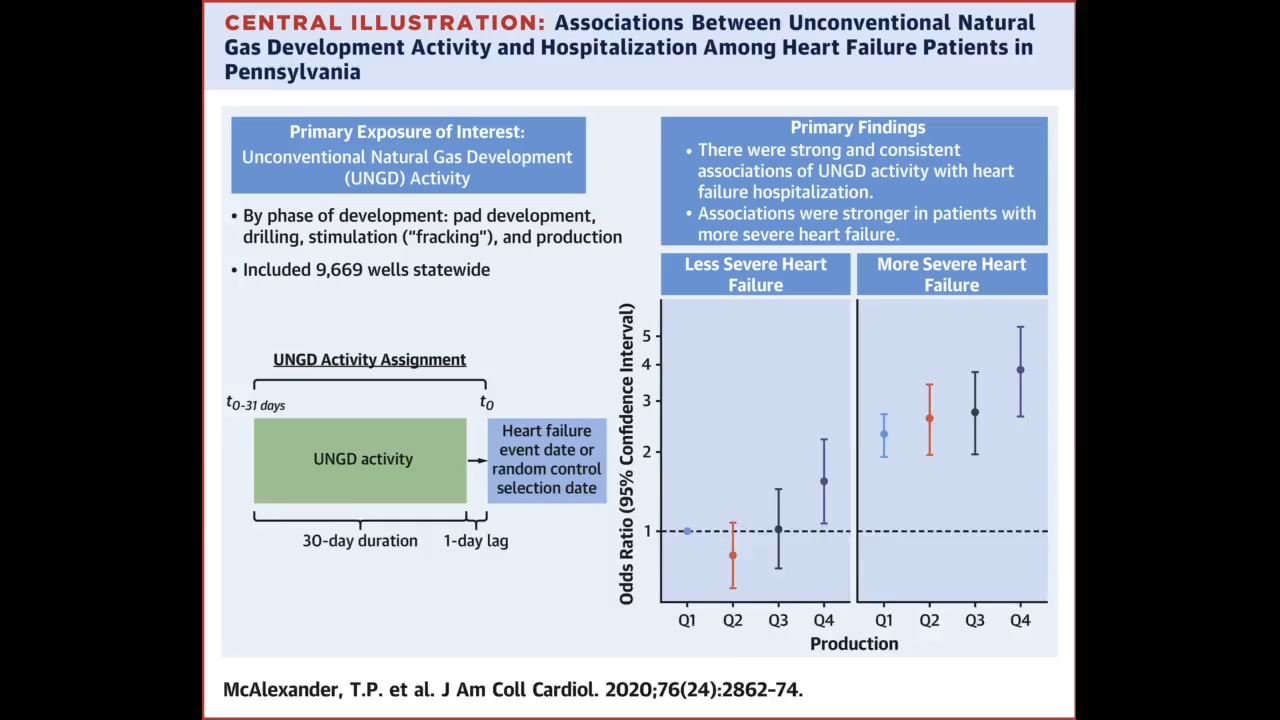 CENTRAL ILLUSTRATION: Associations Between Unconventional Natural
Gas Development Activity and Hospitalization Among Heart Failure Patients in
Pennsylvania
Primary Exposure of Interest:
Unconventional Natural Gas Development
(UNGD) Activity
• By phase of development: pad development,
drilling, stimulation (“fracking”), and production
• Included 9,669 wells statewide
UNGD Activity Assignment
t0-31 days
t0
UNGD activity
Heart failure
event date or
random control
selection date
30-day duration
1-day lag
Primary Findings
• There were strong and consistent
associations of UNGD activity with heart
failure hospitalization.
• Associations were stronger in patients with
more severe heart failure.
Less Severe Heart
Failure
More Severe Heart
Failure
Odds Ratio (95% Confidence Interval)
5
4
3
2
1
Q1 Q2 Q3 Q4
Q1 Q2 Q3 Q4
Production
McAlexander, T.P. et al. J Am Coll Cardiol. 2020;76(24):2862–74.